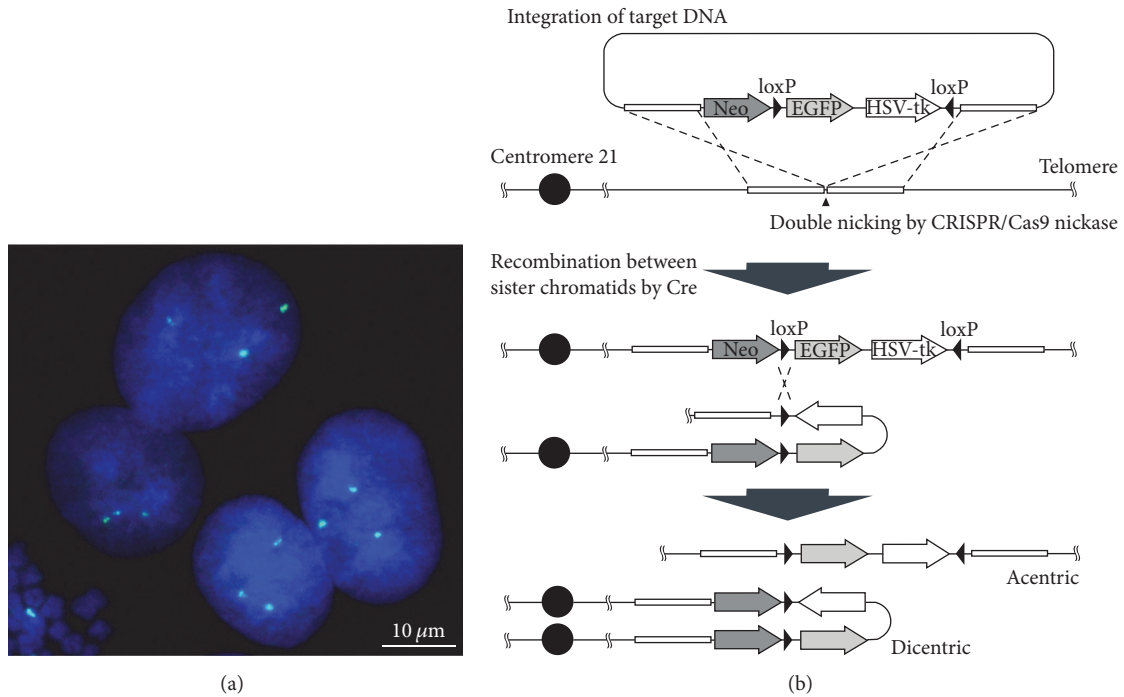 Integration of target DNA
loxP loxP
Neo EGFP HSV-tk
Centromere 21 Telomere
Double nicking by CRISPR/Cas9 nickase
Recombination between
sister chromatids by Cre
loxP loxP
Neo EGFP HSV-tk
Acentric
Dicentric
10 μm
(a) (b)